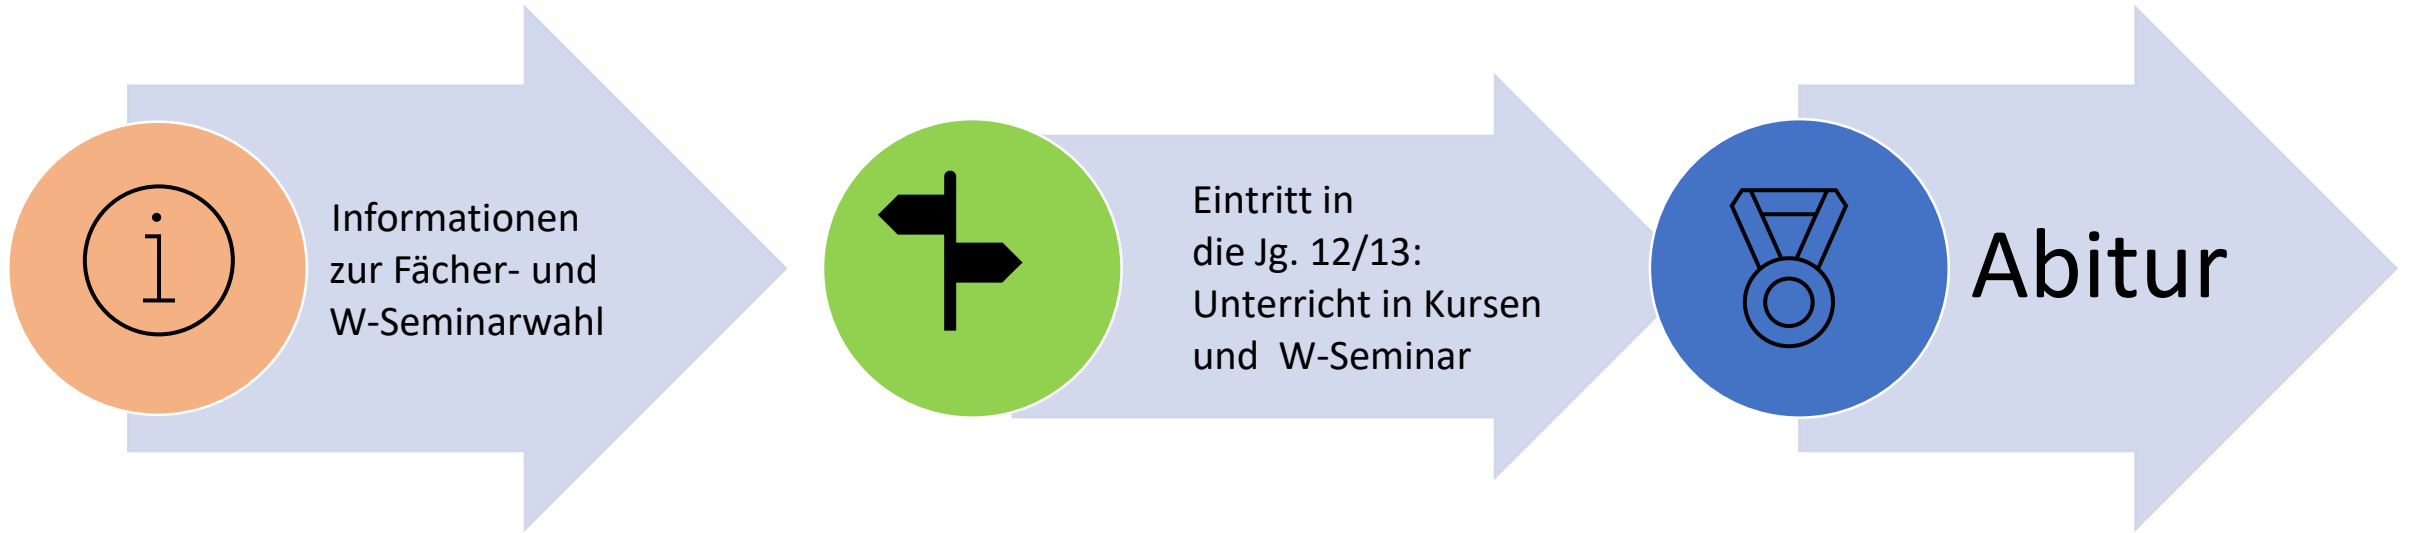 Informationen
zur Fächer- und
W-Seminarwahl
Eintritt in
die Jg. 12/13:
Unterricht in Kursen
und  W-Seminar
Abitur